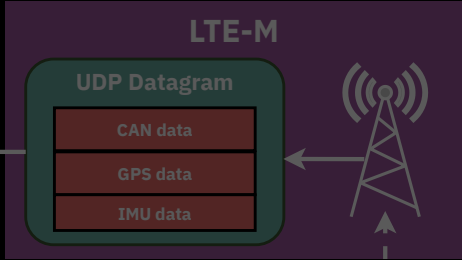 LTE-M
UDP Datagram
CAN data
GPS data
IMU data